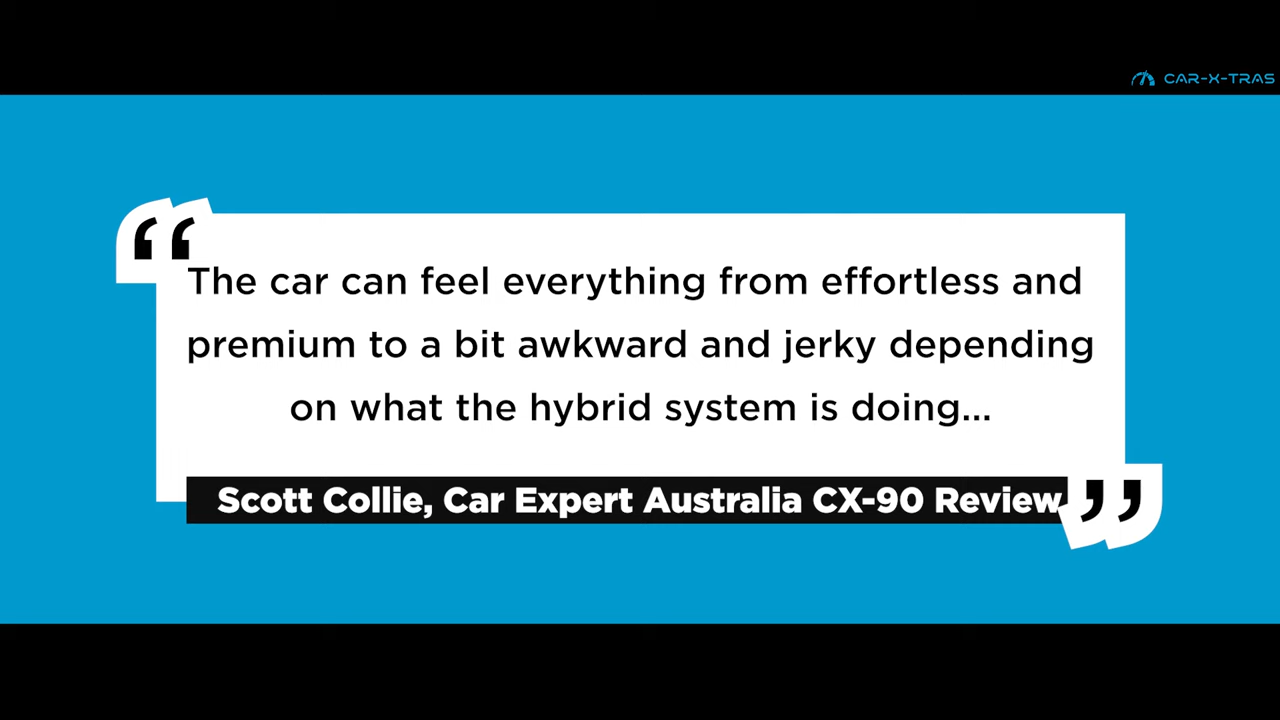 CAR-X-TRAS
“The car can feel everything from effortless and
premium to a bit awkward and jerky depending
on what the hybrid system is doing...
Scott Collie, Car Expert Australia CX-90 Review”